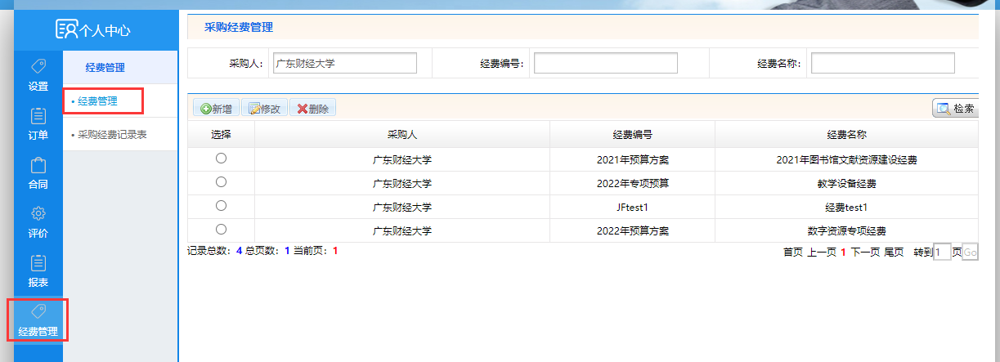 个人中心
设置
订单
合同
评价
报表
经费管理
经费管理
• 经费管理
• 采购经费记录表
采购经费管理
采购人： 广东财经大学 经费编号： 经费名称：
新增 修改 删除 检索
选择 采购人 经费编号 经费名称
广东财经大学 2021年预算方案 2021年图书馆文献资源建设经费
广东财经大学 2022年专项预算 教学设备经费
广东财经大学 JFtest1 经费test1
广东财经大学 2022年预算方案 数字资源专项经费
记录总数：4 总页数：1 当前页：1 首页 上一页 1 下一页 尾页 转到1页Go